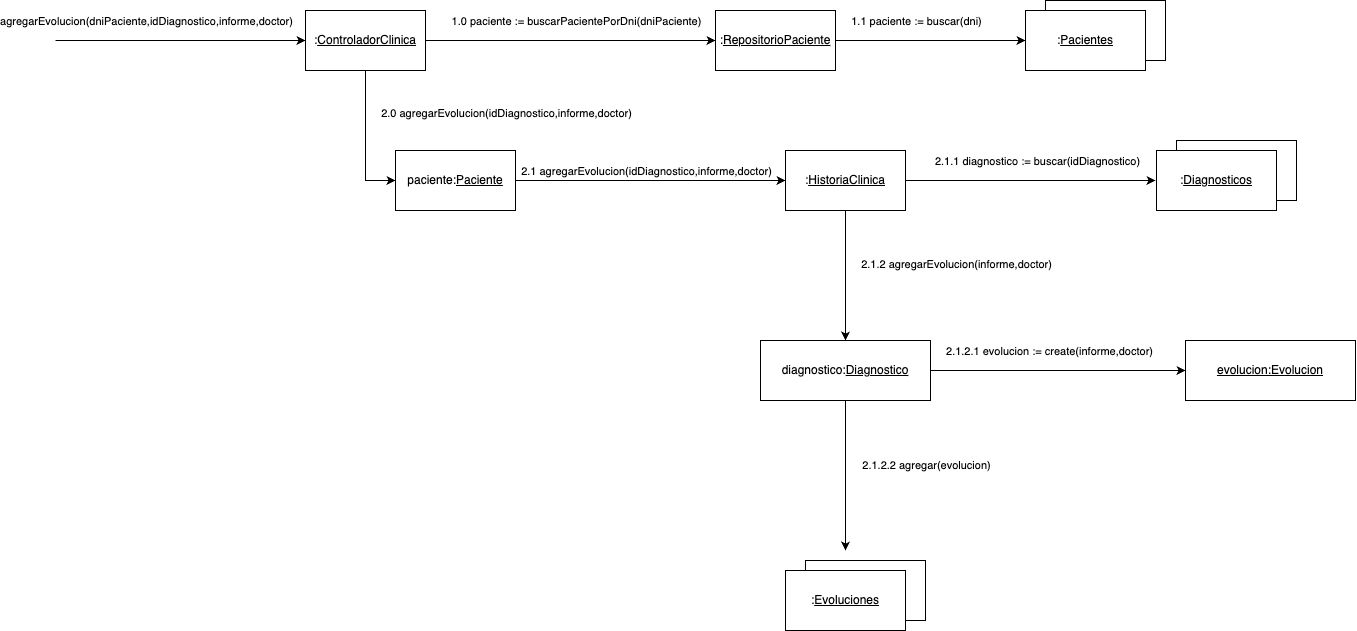 agregarEvolucion(dniPaciente,idDiagnostico,informe,doctor)
1.0 paciente := buscarPacientePorDni(dniPaciente)
1.1 paciente := buscar(dni)
:ControladorClinica
:RepositorioPaciente
:Pacientes
2.0 agregarEvolucion(idDiagnostico,informe,doctor)
2.1 agregarEvolucion(idDiagnostico,informe,doctor)
2.1.1 diagnostico := buscar(idDiagnostico)
paciente:Paciente
:HistoriaClinica
:Diagnosticos
2.1.2 agregarEvolucion(informe,doctor)
2.1.2.1 evolucion := create(informe,doctor)
diagnostico:Diagnostico
evolucion:Evolucion
2.1.2.2 agregar(evolucion)
:Evoluciones